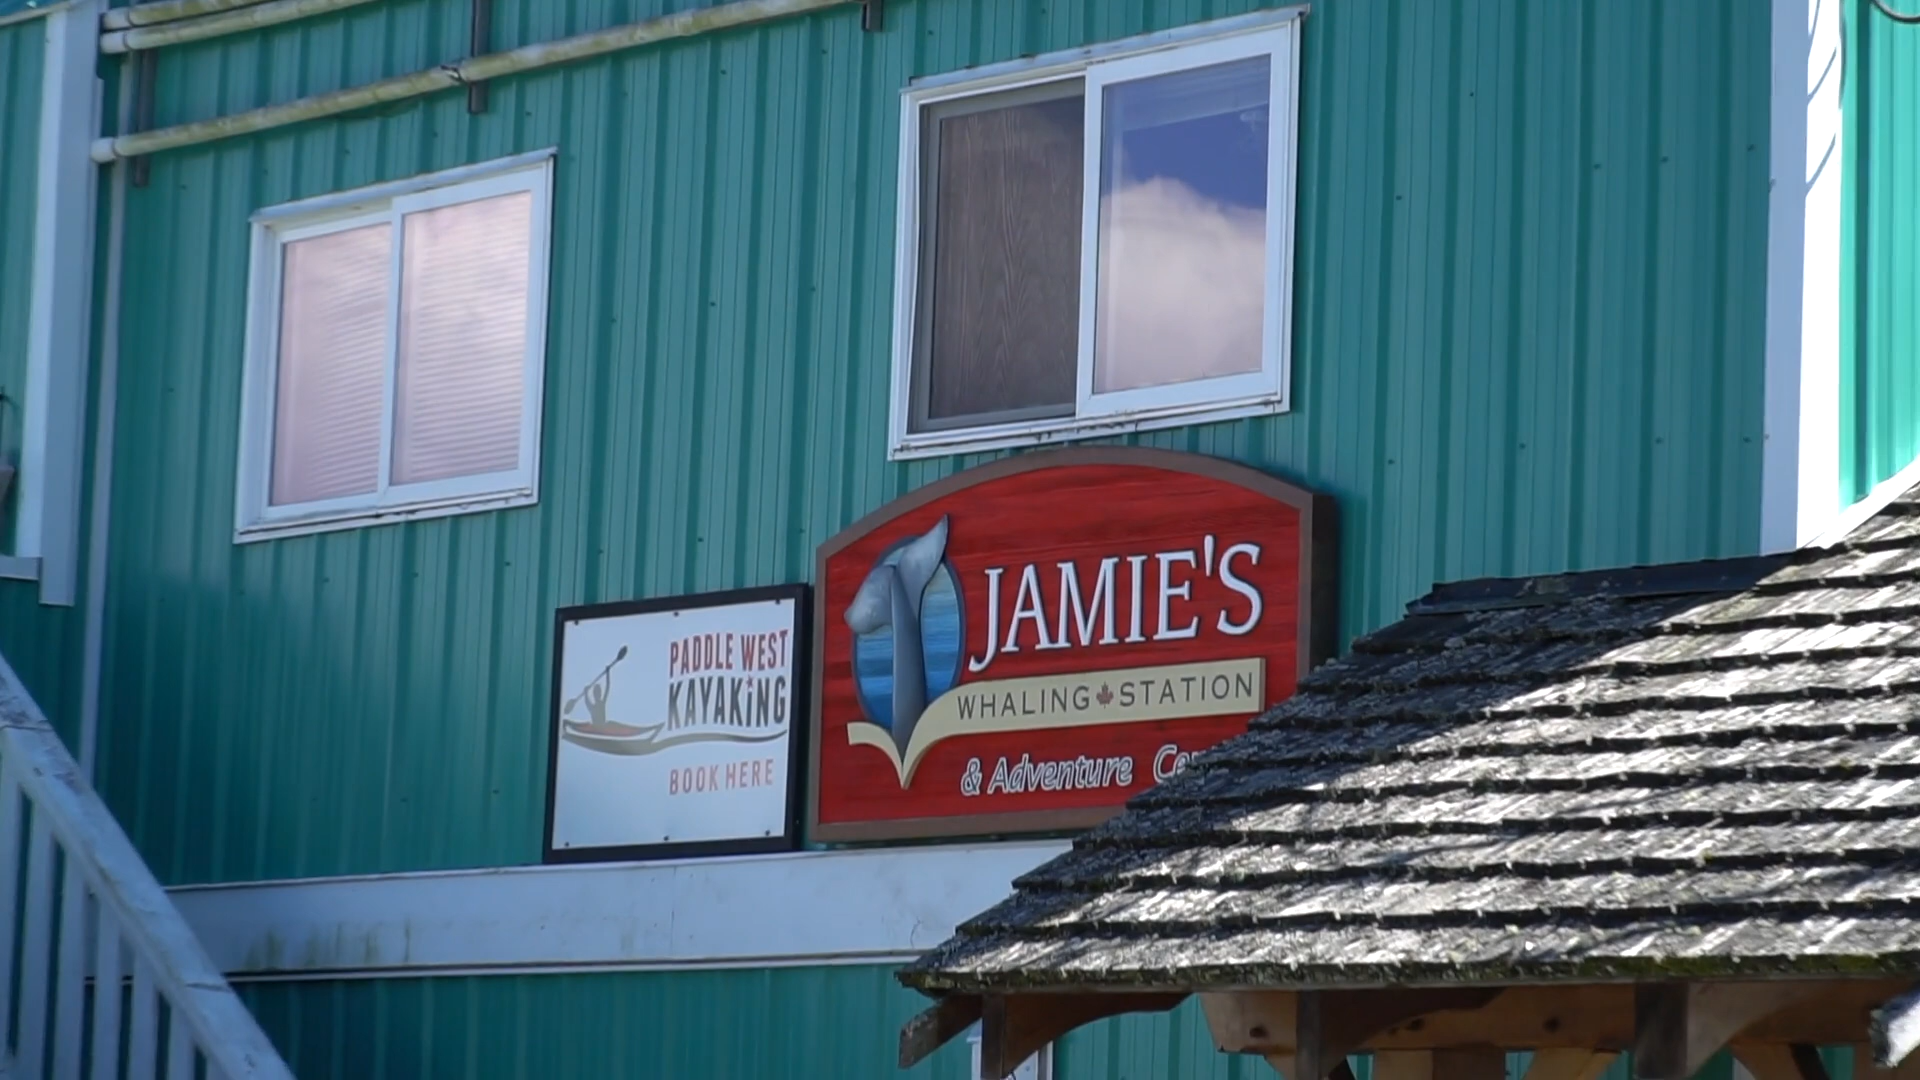 PADDLE WEST
KAYAKING
BOOK HERE
JAMIE'S
WHALING STATION
& Adventure